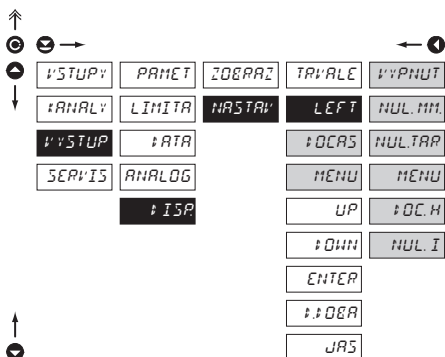 VSTUPY PAMET ZOBRAZ TRVALE VYPNUT
KANALY LIMITA NASTAV LEFT NUL. MM.
VYSTUP DATA DOCAS NUL.TAR
SERVIS ANALOG MENU MENU
DISP. UP DOC. H
DOWN NUL. I
ENTER
D.DOBA
JAS